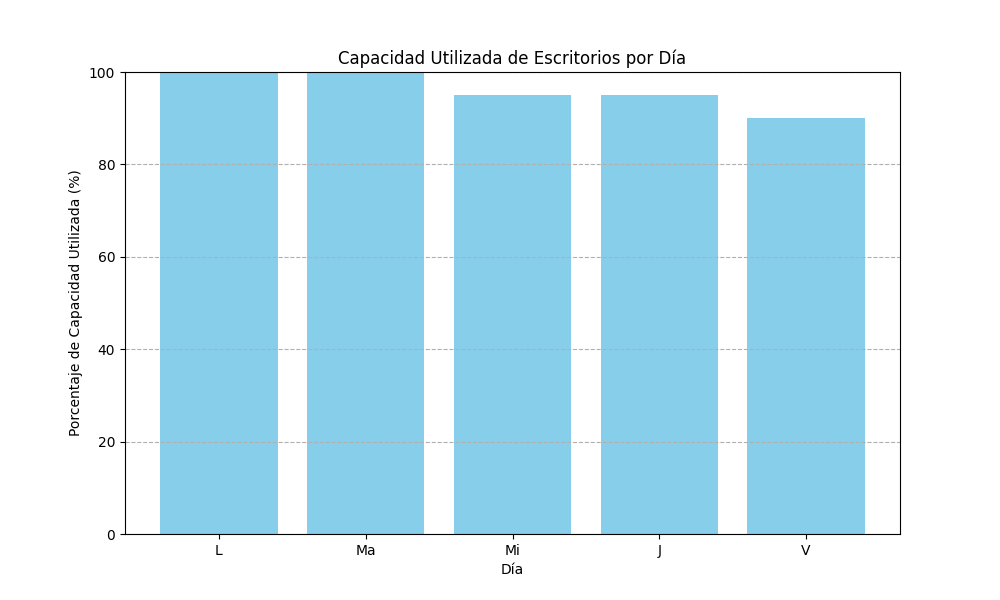 Capacidad Utilizada de Escritorios por Día
Porcentaje de Capacidad Utilizada (%)
100
80
60
40
20
0
L Ma Mi J V
Día